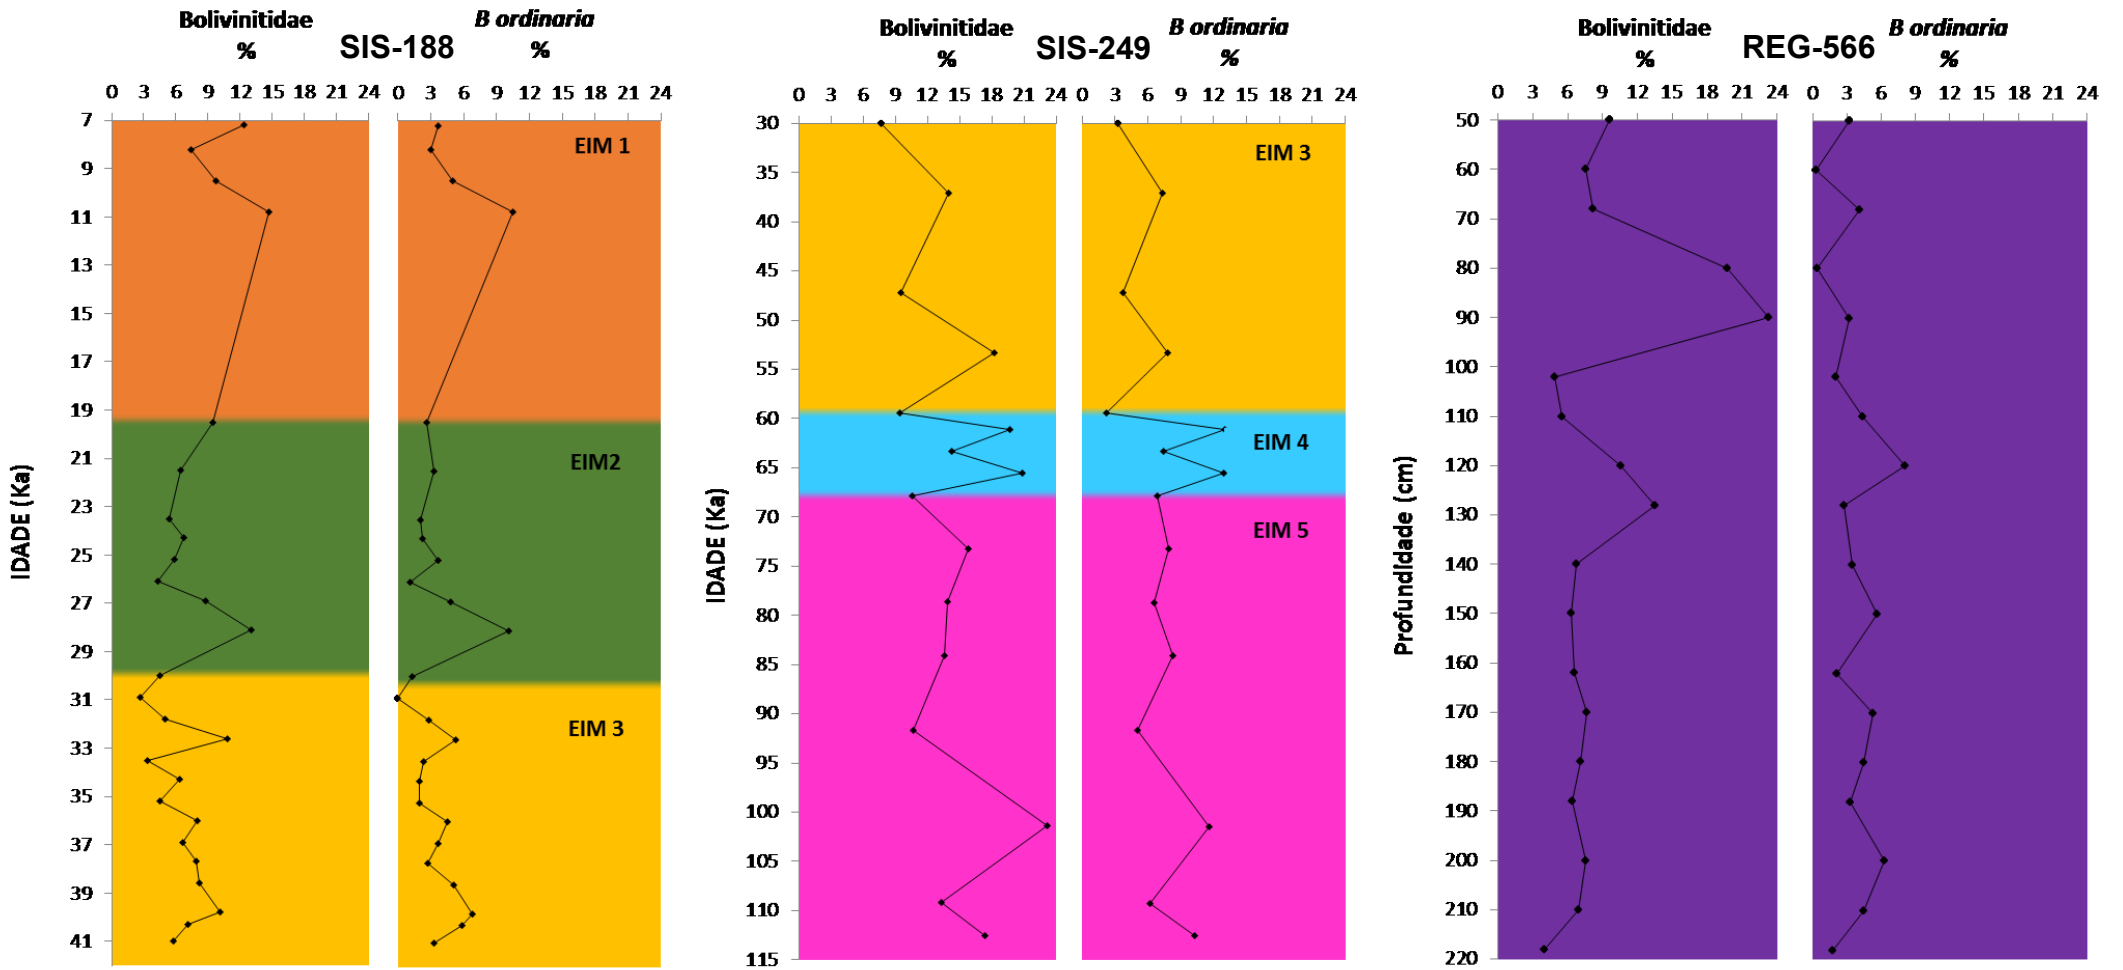 Bolivinitidae
%
SIS-188
B ordinaria
%
0 3 6 9 12 15 18 21 24
0 3 6 9 12 15 18 21 24
7
9
11
13
15
17
19
21
23
25
27
29
31
33
35
37
39
41
IDADE (Ka)
EIM 1
EIM2
EIM 3
Bolivinitidae
%
SIS-249
B ordinaria
%
0 3 6 9 12 15 18 21 24
0 3 6 9 12 15 18 21 24
30
35
40
45
50
55
60
65
70
75
80
85
90
95
100
105
110
115
IDADE (Ka)
EIM 3
EIM 4
EIM 5
Bolivinitidae
%
REG-566
B ordinaria
%
0 3 6 9 12 15 18 21 24
0 3 6 9 12 15 18 21 24
50
60
70
80
90
100
110
120
130
140
150
160
170
180
190
200
210
220
Profundidade (cm)